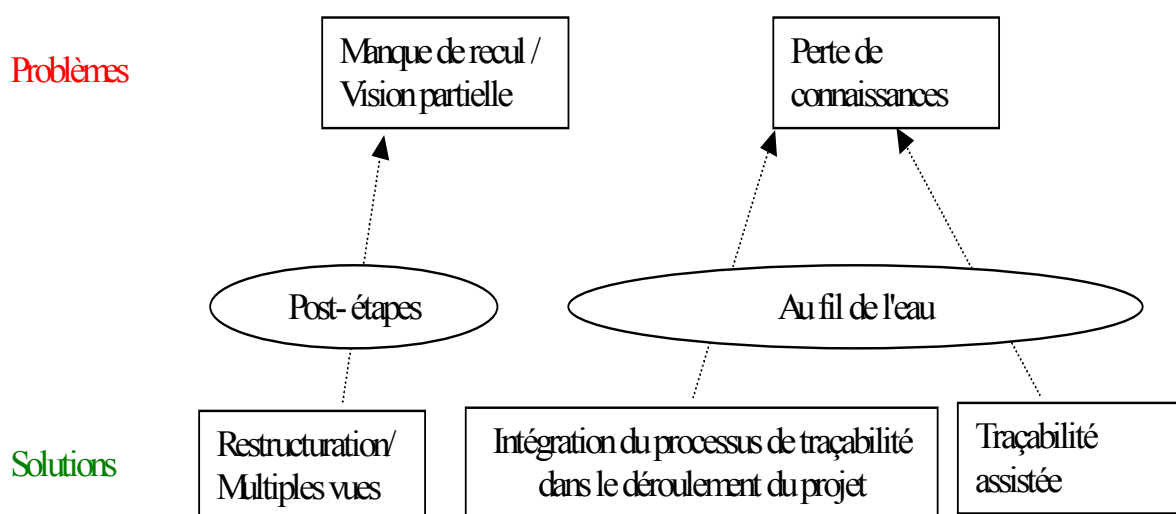 Problèmes
Manque de recul /
Vision partielle
Perte de
connaissances
Post- étapes
Au fil de l'eau
Solutions
Restructuration/
Multiples vues
Intégration du processus de traçabilité
dans le déroulement du projet
Traçabilité
assistée